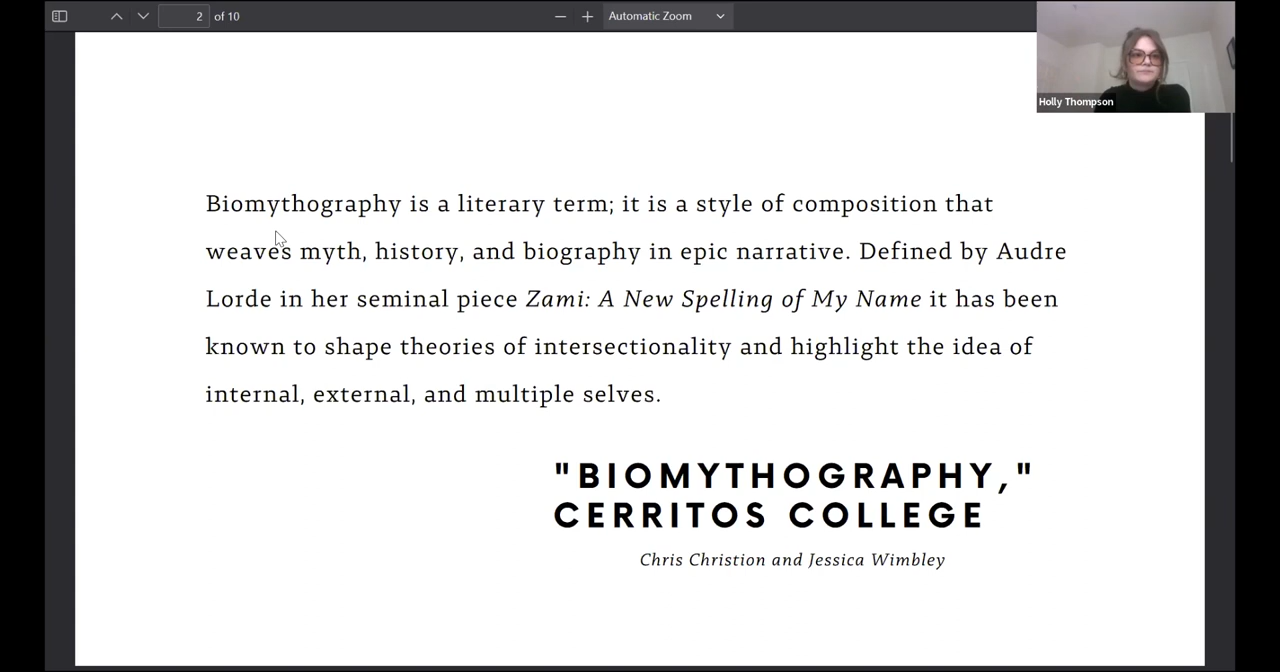 2 of 10
Automatic Zoom
Holly Thompson
Biomythography is a literary term; it is a style of composition that
weaves myth, history, and biography in epic narrative. Defined by Audre
Lorde in her seminal piece Zami: A New Spelling of My Name it has been
known to shape theories of intersectionality and highlight the idea of
internal, external, and multiple selves.
"BIOMYTHOGRAPHY,"
CERRITOS COLLEGE
Chris Christion and Jessica Wimbley